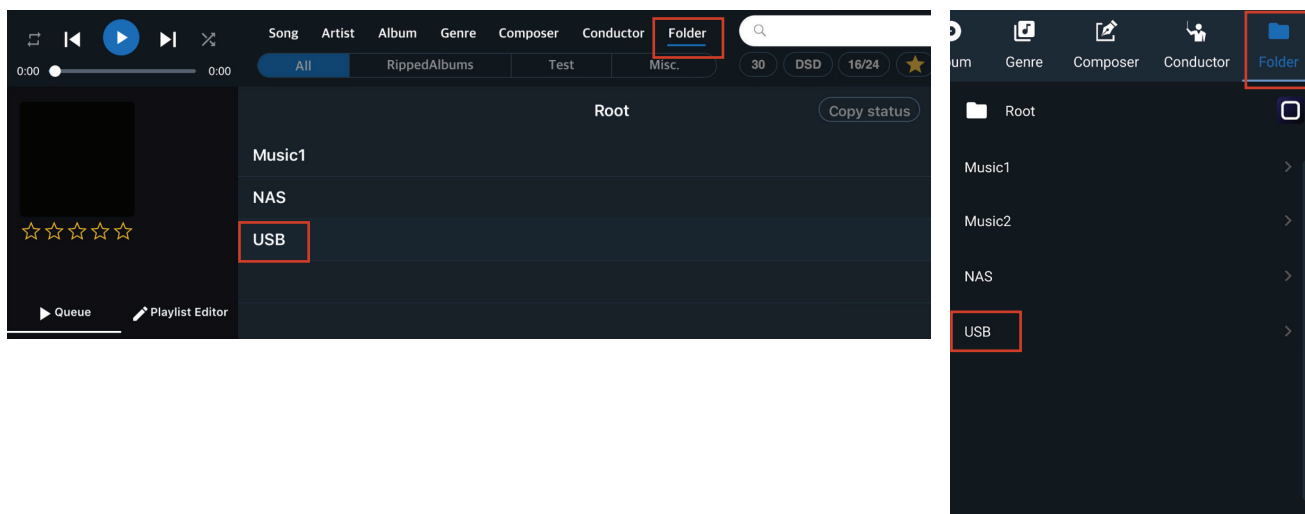 Song Artist Album Genre Composer Conductor Folder
0:00 0:00
All RippedAlbums Test Misc. 30 DSD 16/24
Root Copy status
Music1
NAS
USB
Queue Playlist Editor
um Genre Composer Conductor Folder
Root
Music1
Music2
NAS
USB